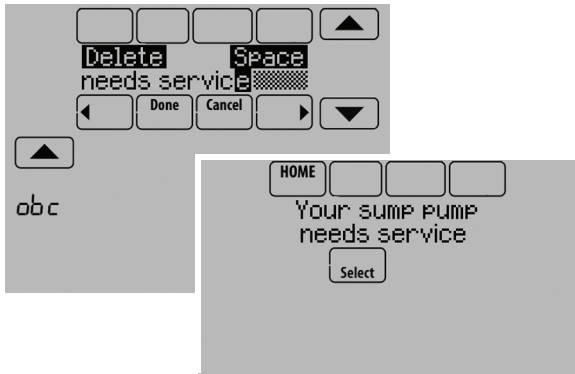 Delete Space
needs service
Done Cancel
abc
HOME
Your sump pump
needs service
Select